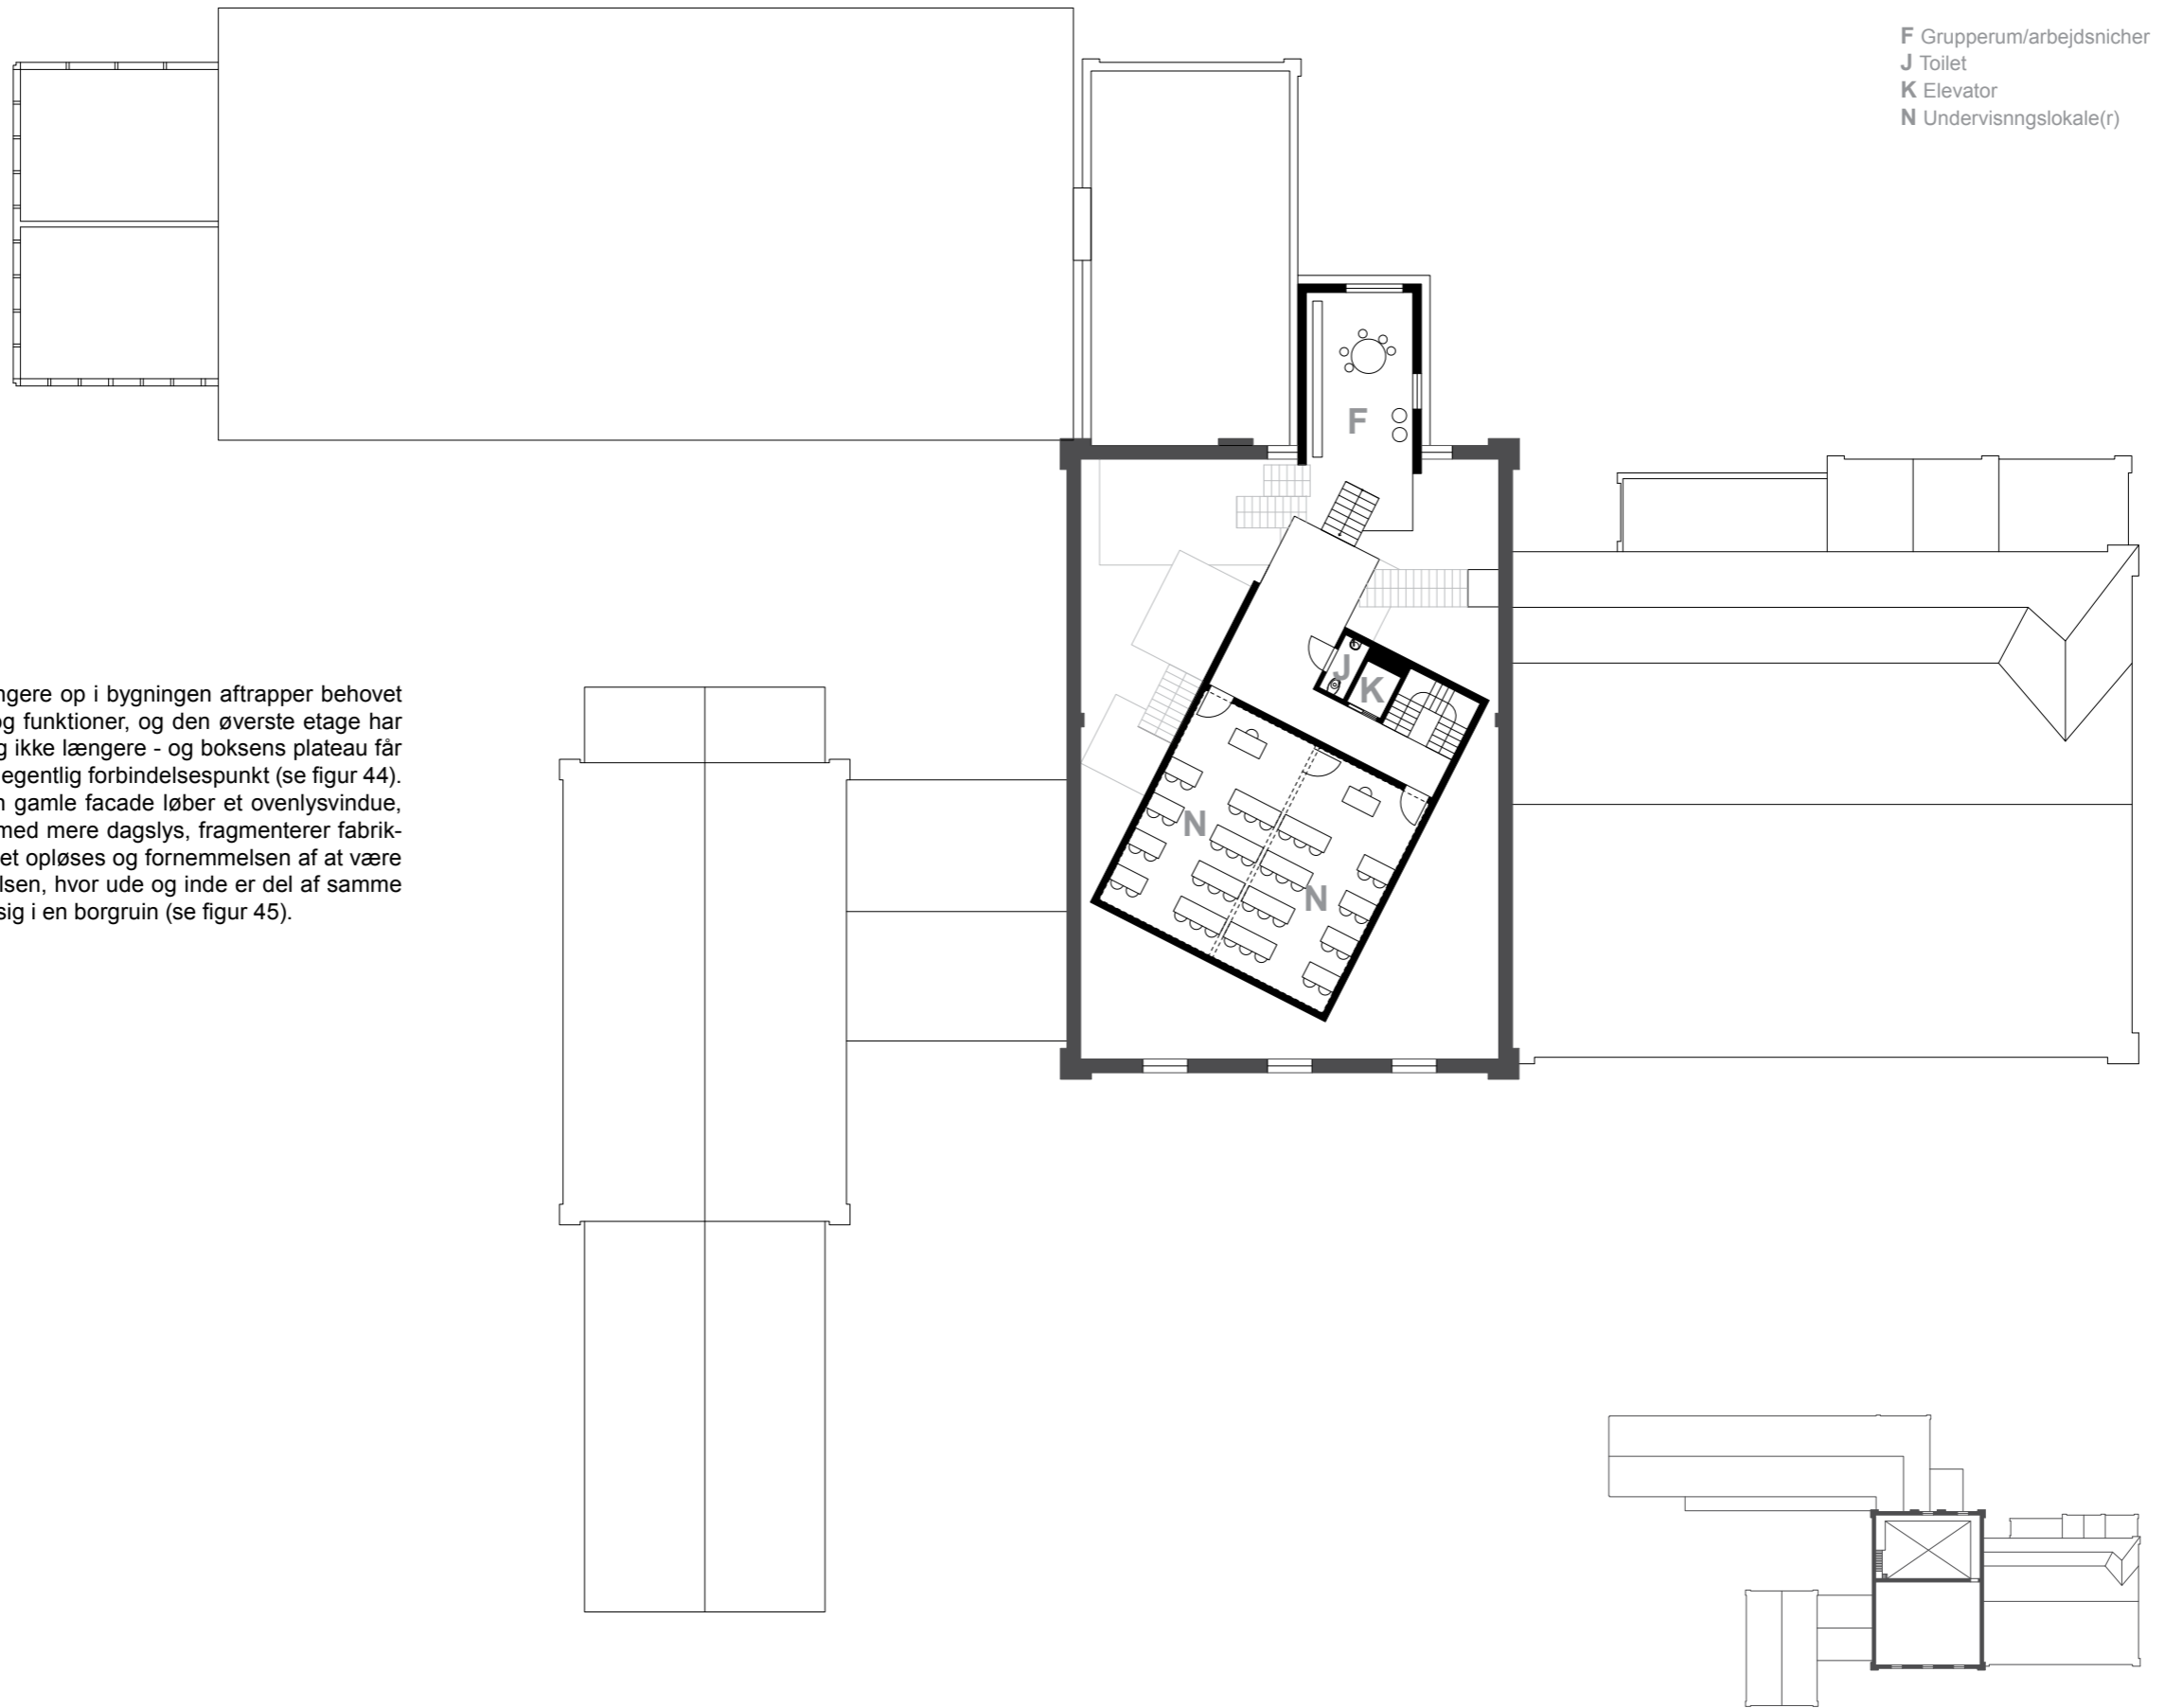 F Grupperum/arbejdsnicher
J Toilet
K Elevator
N Undervisnngslokale(r)
F
J
K
N
N
ngere op i bygningen aftrapper behovet
og funktioner, og den øverste etage har
g ikke længere - og boksens plateau får
egentlig forbindelsespunkt (se figur 44).
n gamle facade løber et ovenlysvindue,
med mere dagslys, fragmenterer fabrik-
et opløses og fornemmelsen af at være
lsen, hvor ude og inde er del af samme
sig i en borgruin (se figur 45).